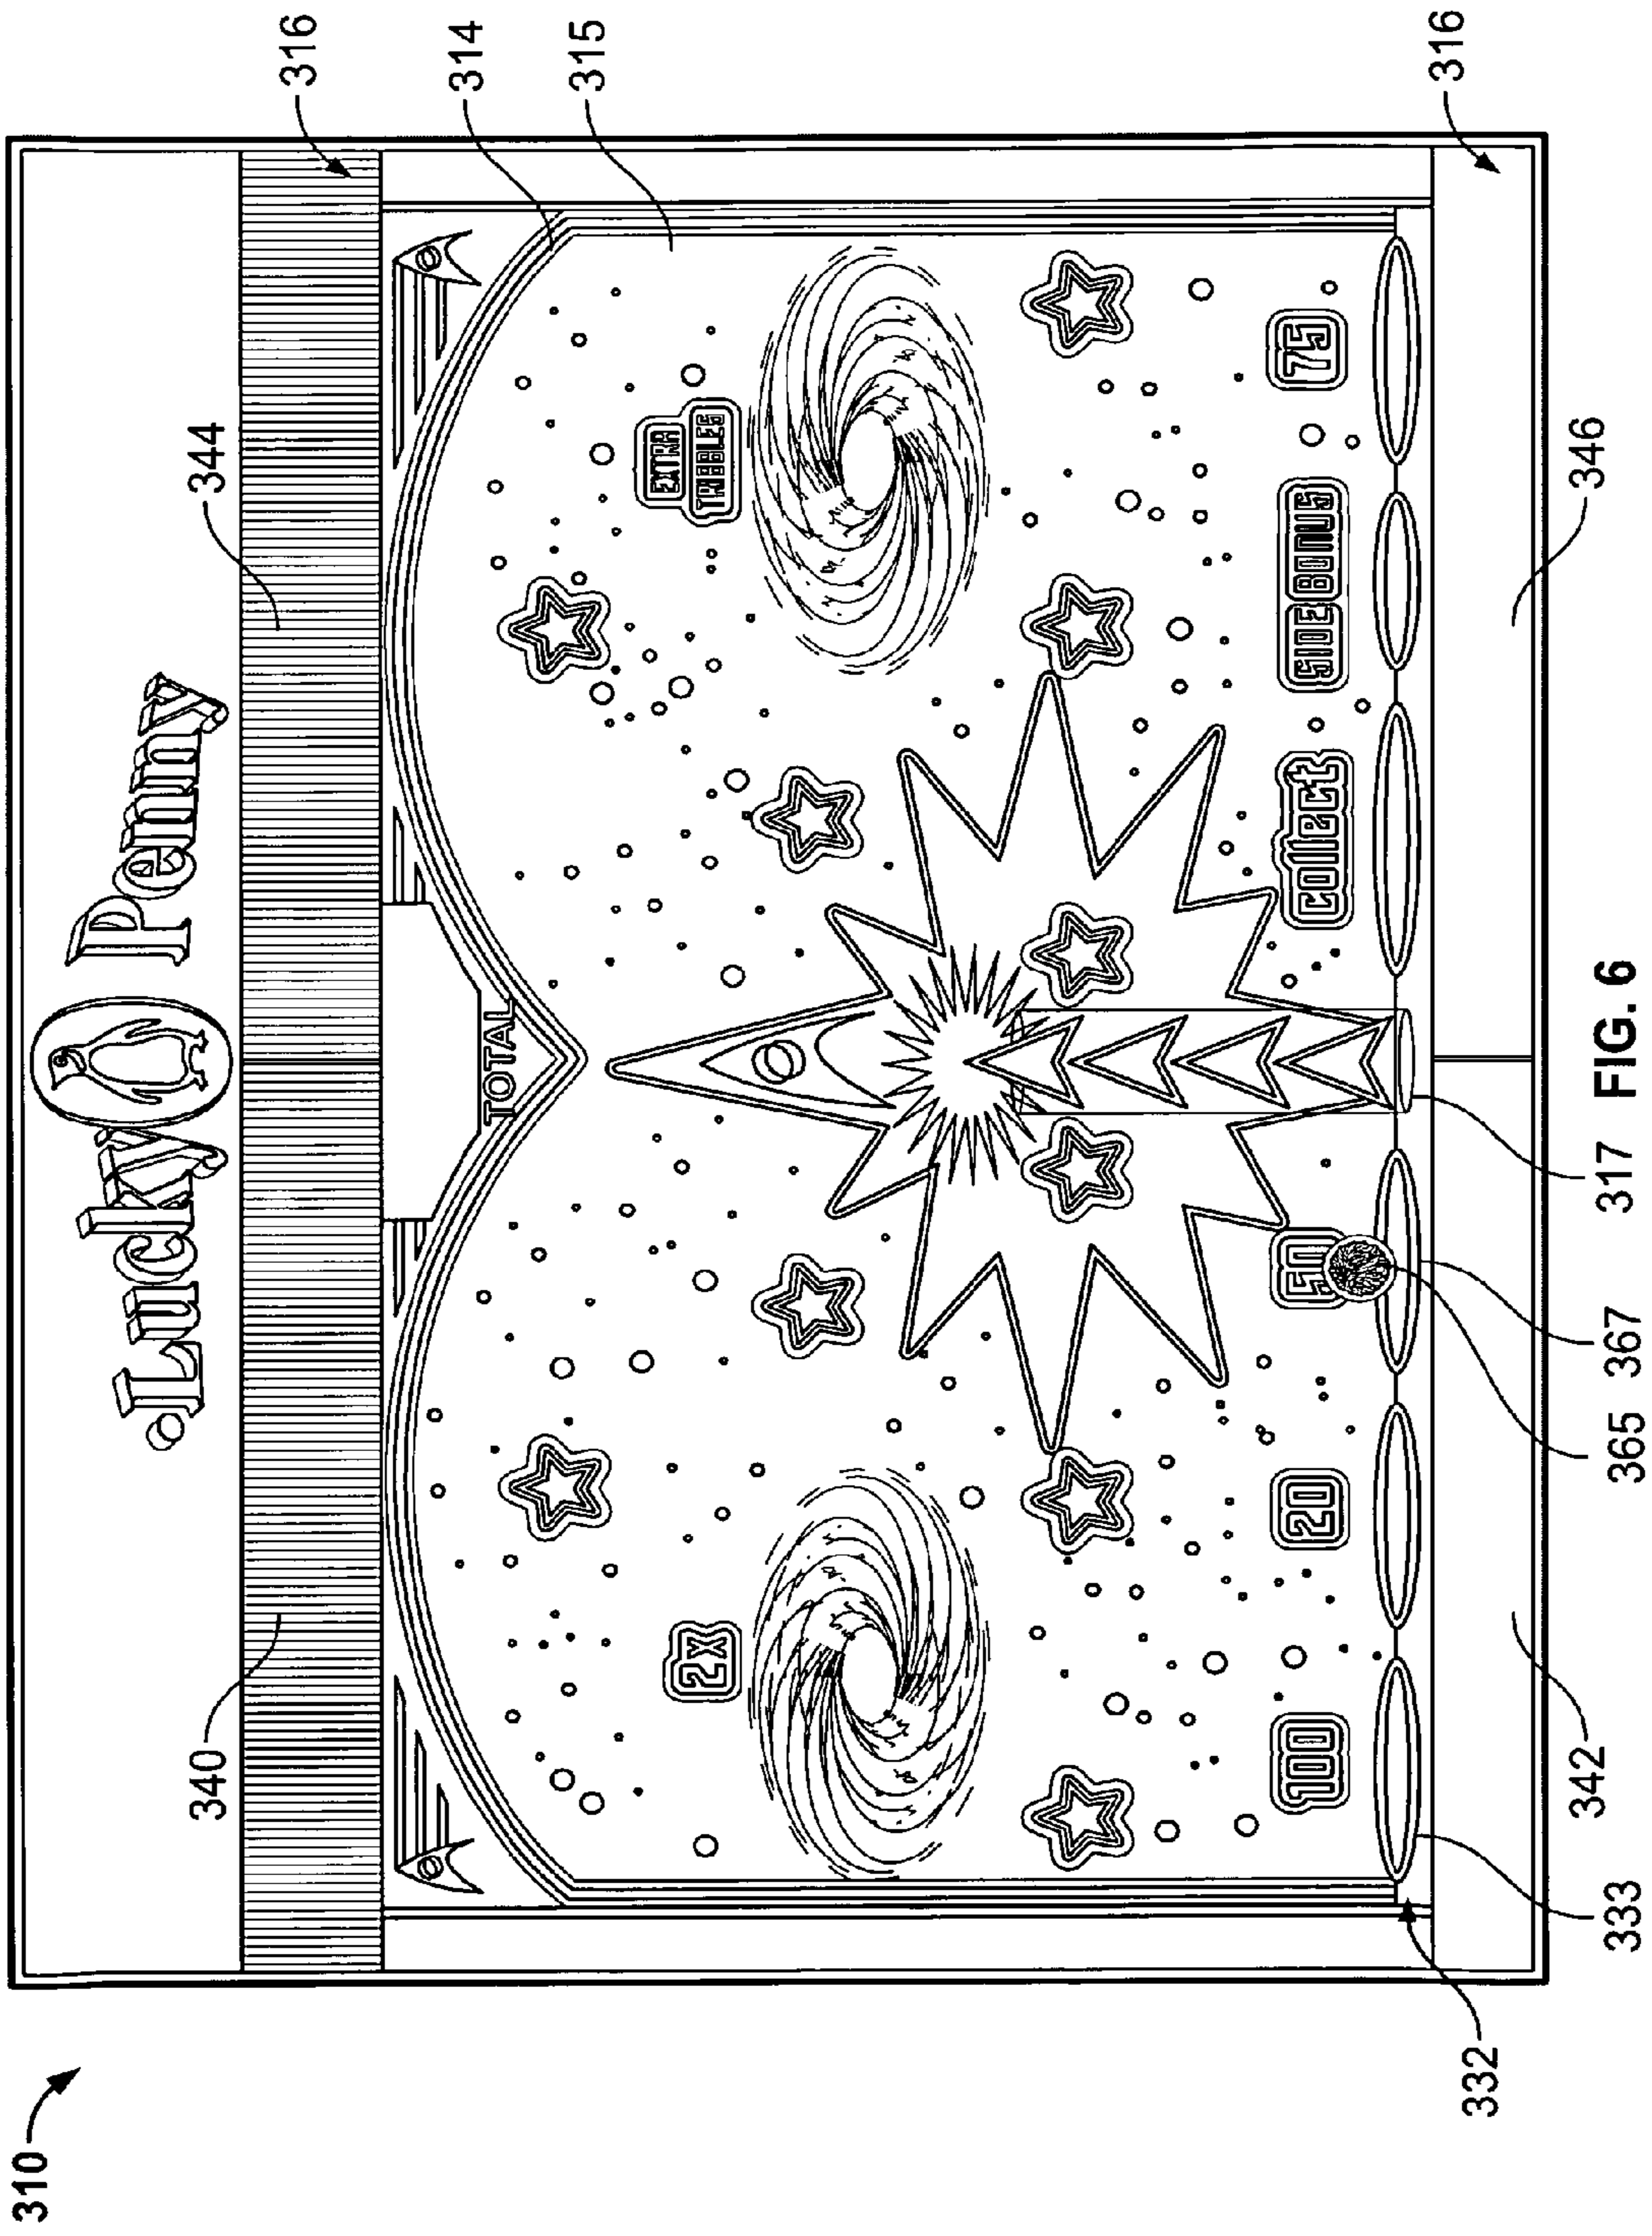 310
Lucky Penny
340 344
316
314
TOTAL
315
EXTRA
2X TRIBBLES
100 20 50 Collect SIDE BONUS 75
316
332
342 346
333 365 367 317
FIG. 6